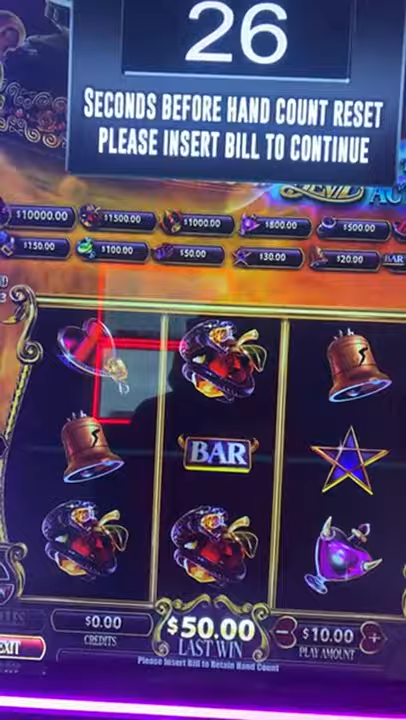 26
SECONDS BEFORE HAND COUNT RESET
PLEASE INSERT BILL TO CONTINUE
$10000.00 $1500.00 $1000.00 $800.00 $500.00
$150.00 $100.00 $50.00 $30.00 $20.00 BAR
BAR
$0.00
CREDITS
$50.00
LAST WIN
$10.00
PLAY AMOUNT
EXIT
Please Insert Bill to Retain Hand Count